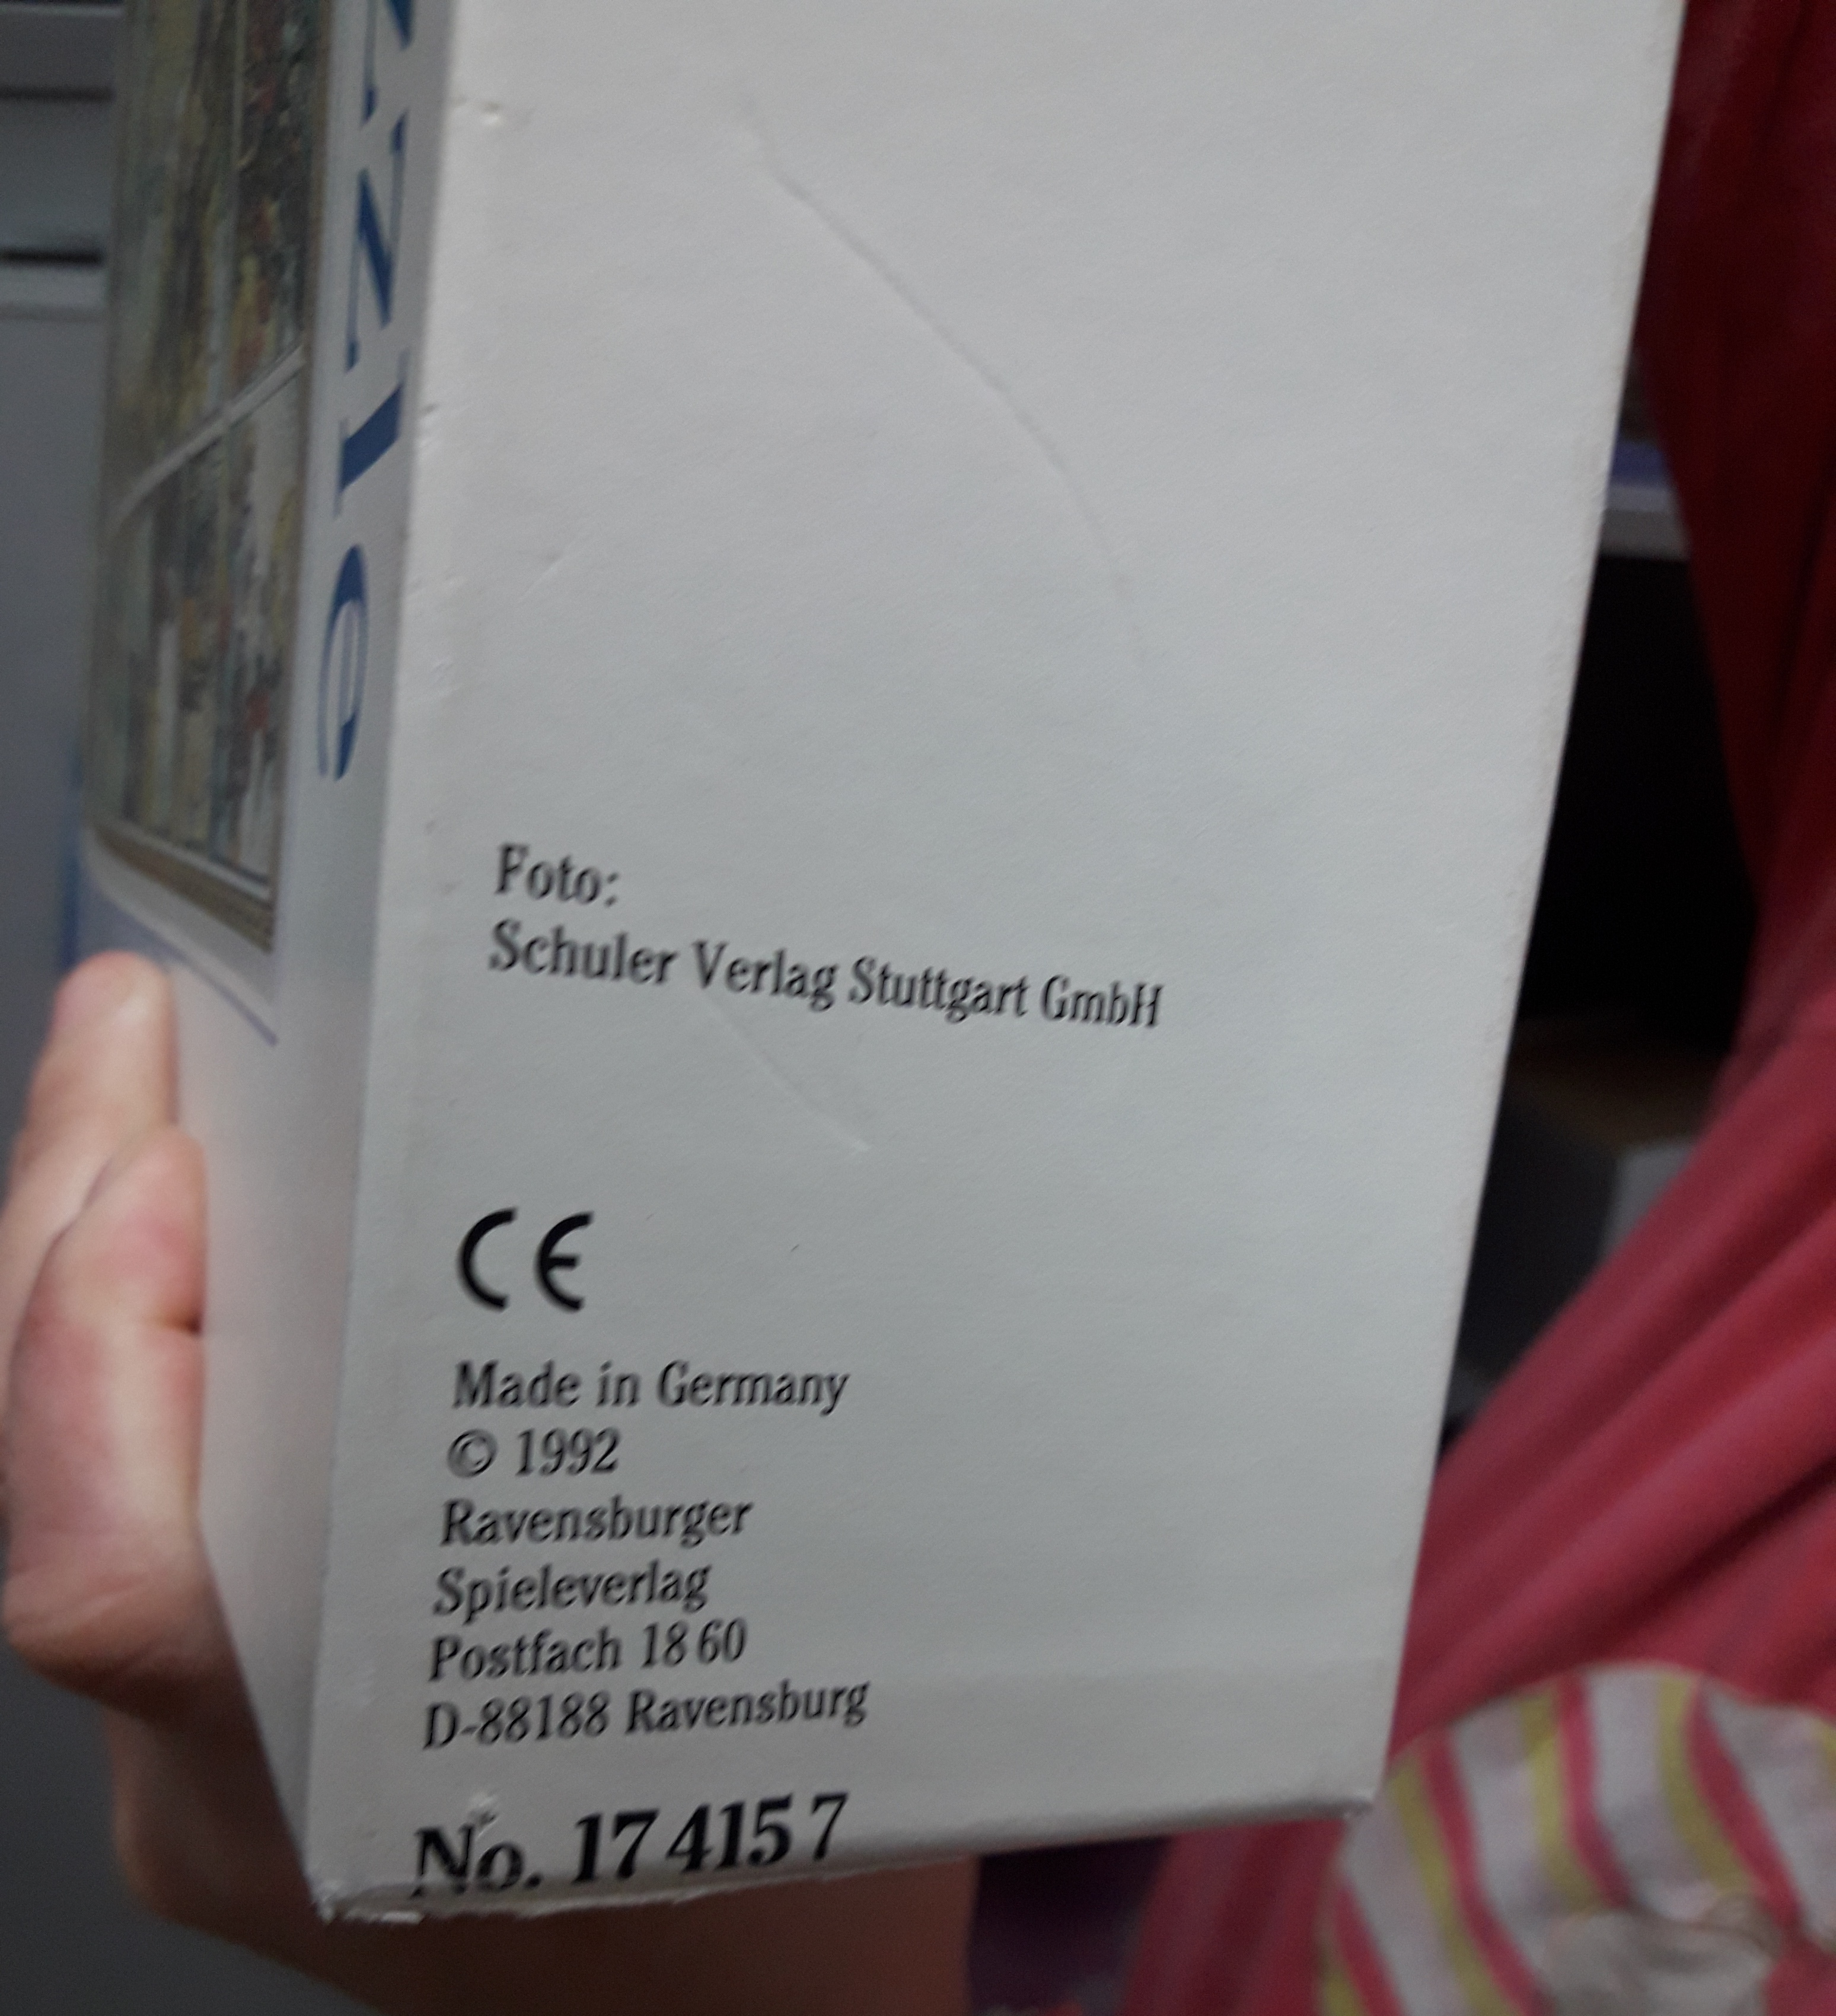 zzle
Foto:
Schuler Verlag Stuttgart GmbH
CE
Made in Germany
© 1992
Ravensburger
Spieleverlag
Postfach 18 60
D-88188 Ravensburg
No. 17 415 7